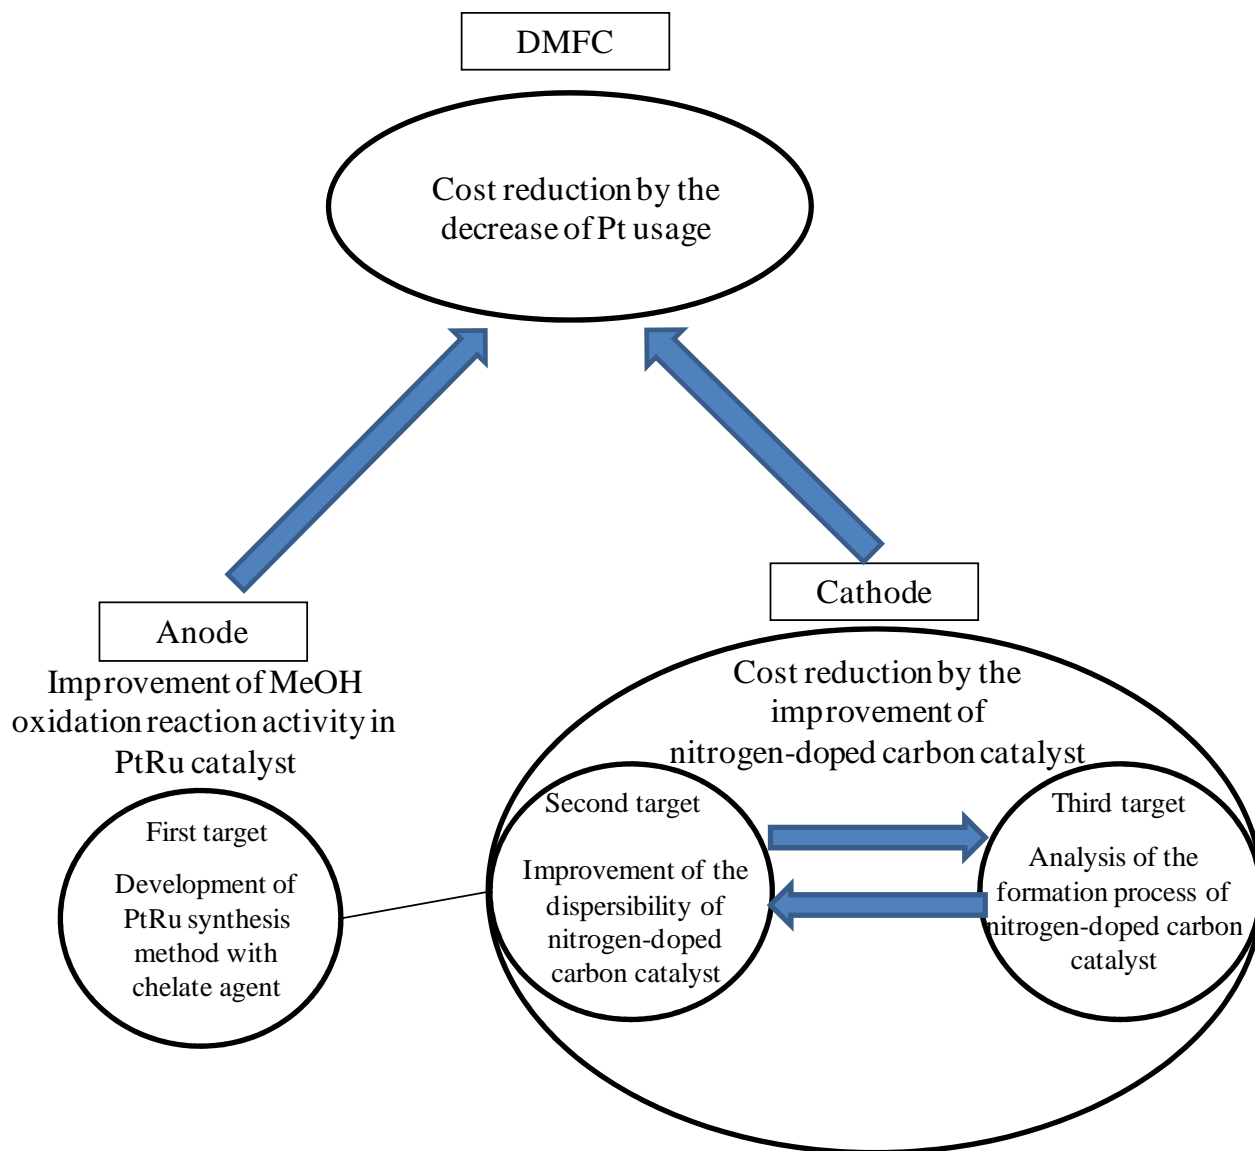 DMFC
Cost reduction by the
decrease of Pt usage
Anode
Improvement of MeOH
oxidation reaction activity in
PtRu catalyst
First target
Development of
PtRu synthesis
method with
chelate agent
Cathode
Cost reduction by the
improvement of
nitrogen-doped carbon catalyst
Second target
Improvement of the
dispersibility of
nitrogen-doped
carbon catalyst
Third target
Analysis of the
formation process of
nitrogen-doped carbon
catalyst